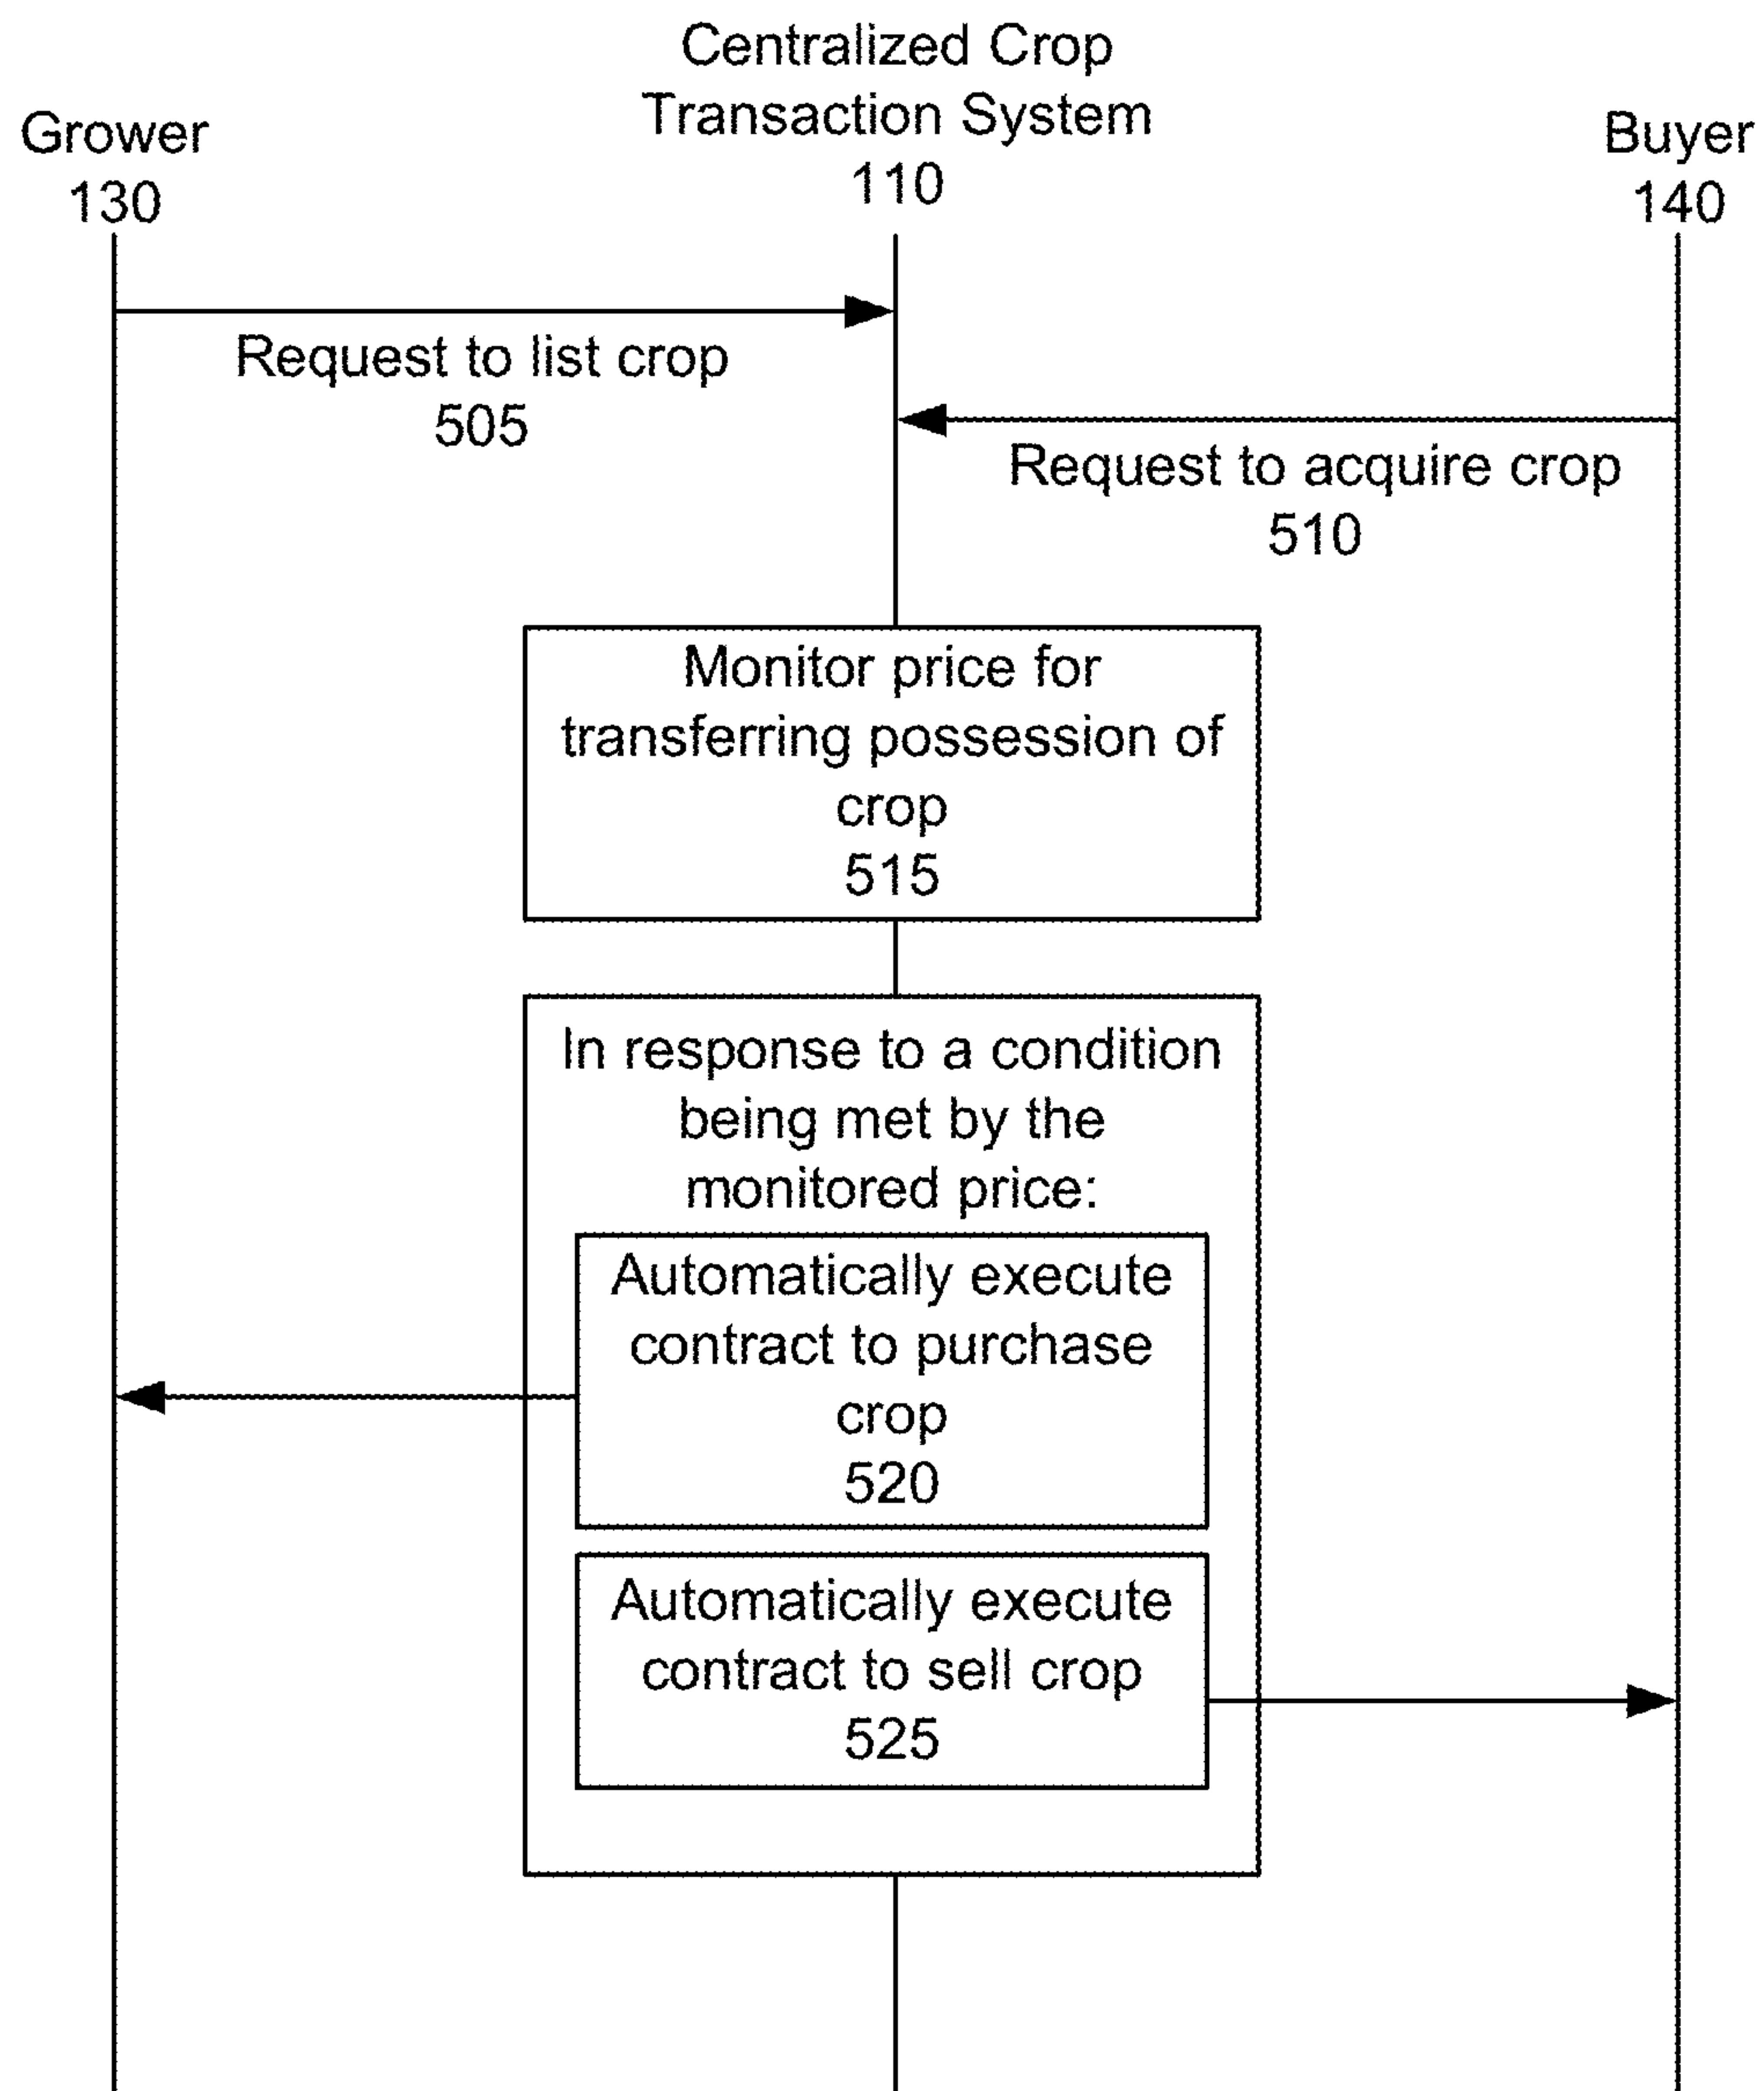 Centralized Crop
Transaction System
110
Grower
130
Buyer
140
Request to list crop
505
Request to acquire crop
510
Monitor price for
transferring possession of
crop
515
In response to a condition
being met by the
monitored price:
Automatically execute
contract to purchase
crop
520
Automatically execute
contract to sell crop
525